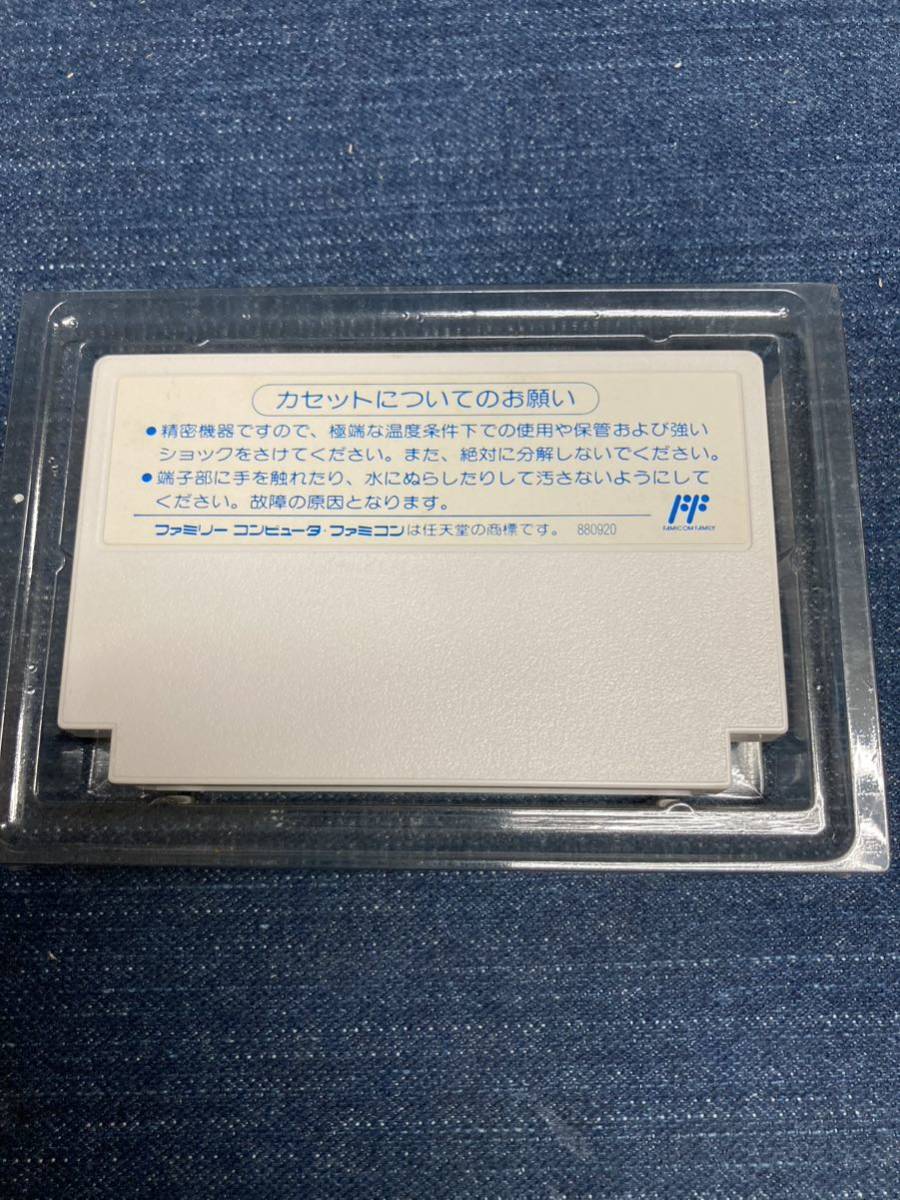 カセットについてのお願い
●精密機器ですので、極端な温度条件下での使用や保管および強い
ショックをさけてください。また、絶対に分解しないでください。
●端子部に手を触れたり、水にぬらしたりして汚さないようにして
ください。故障の原因となります。
ファミリー コンピュータ・ファミコンは任天堂の商標です。 880920
FAMICOM FAMILY